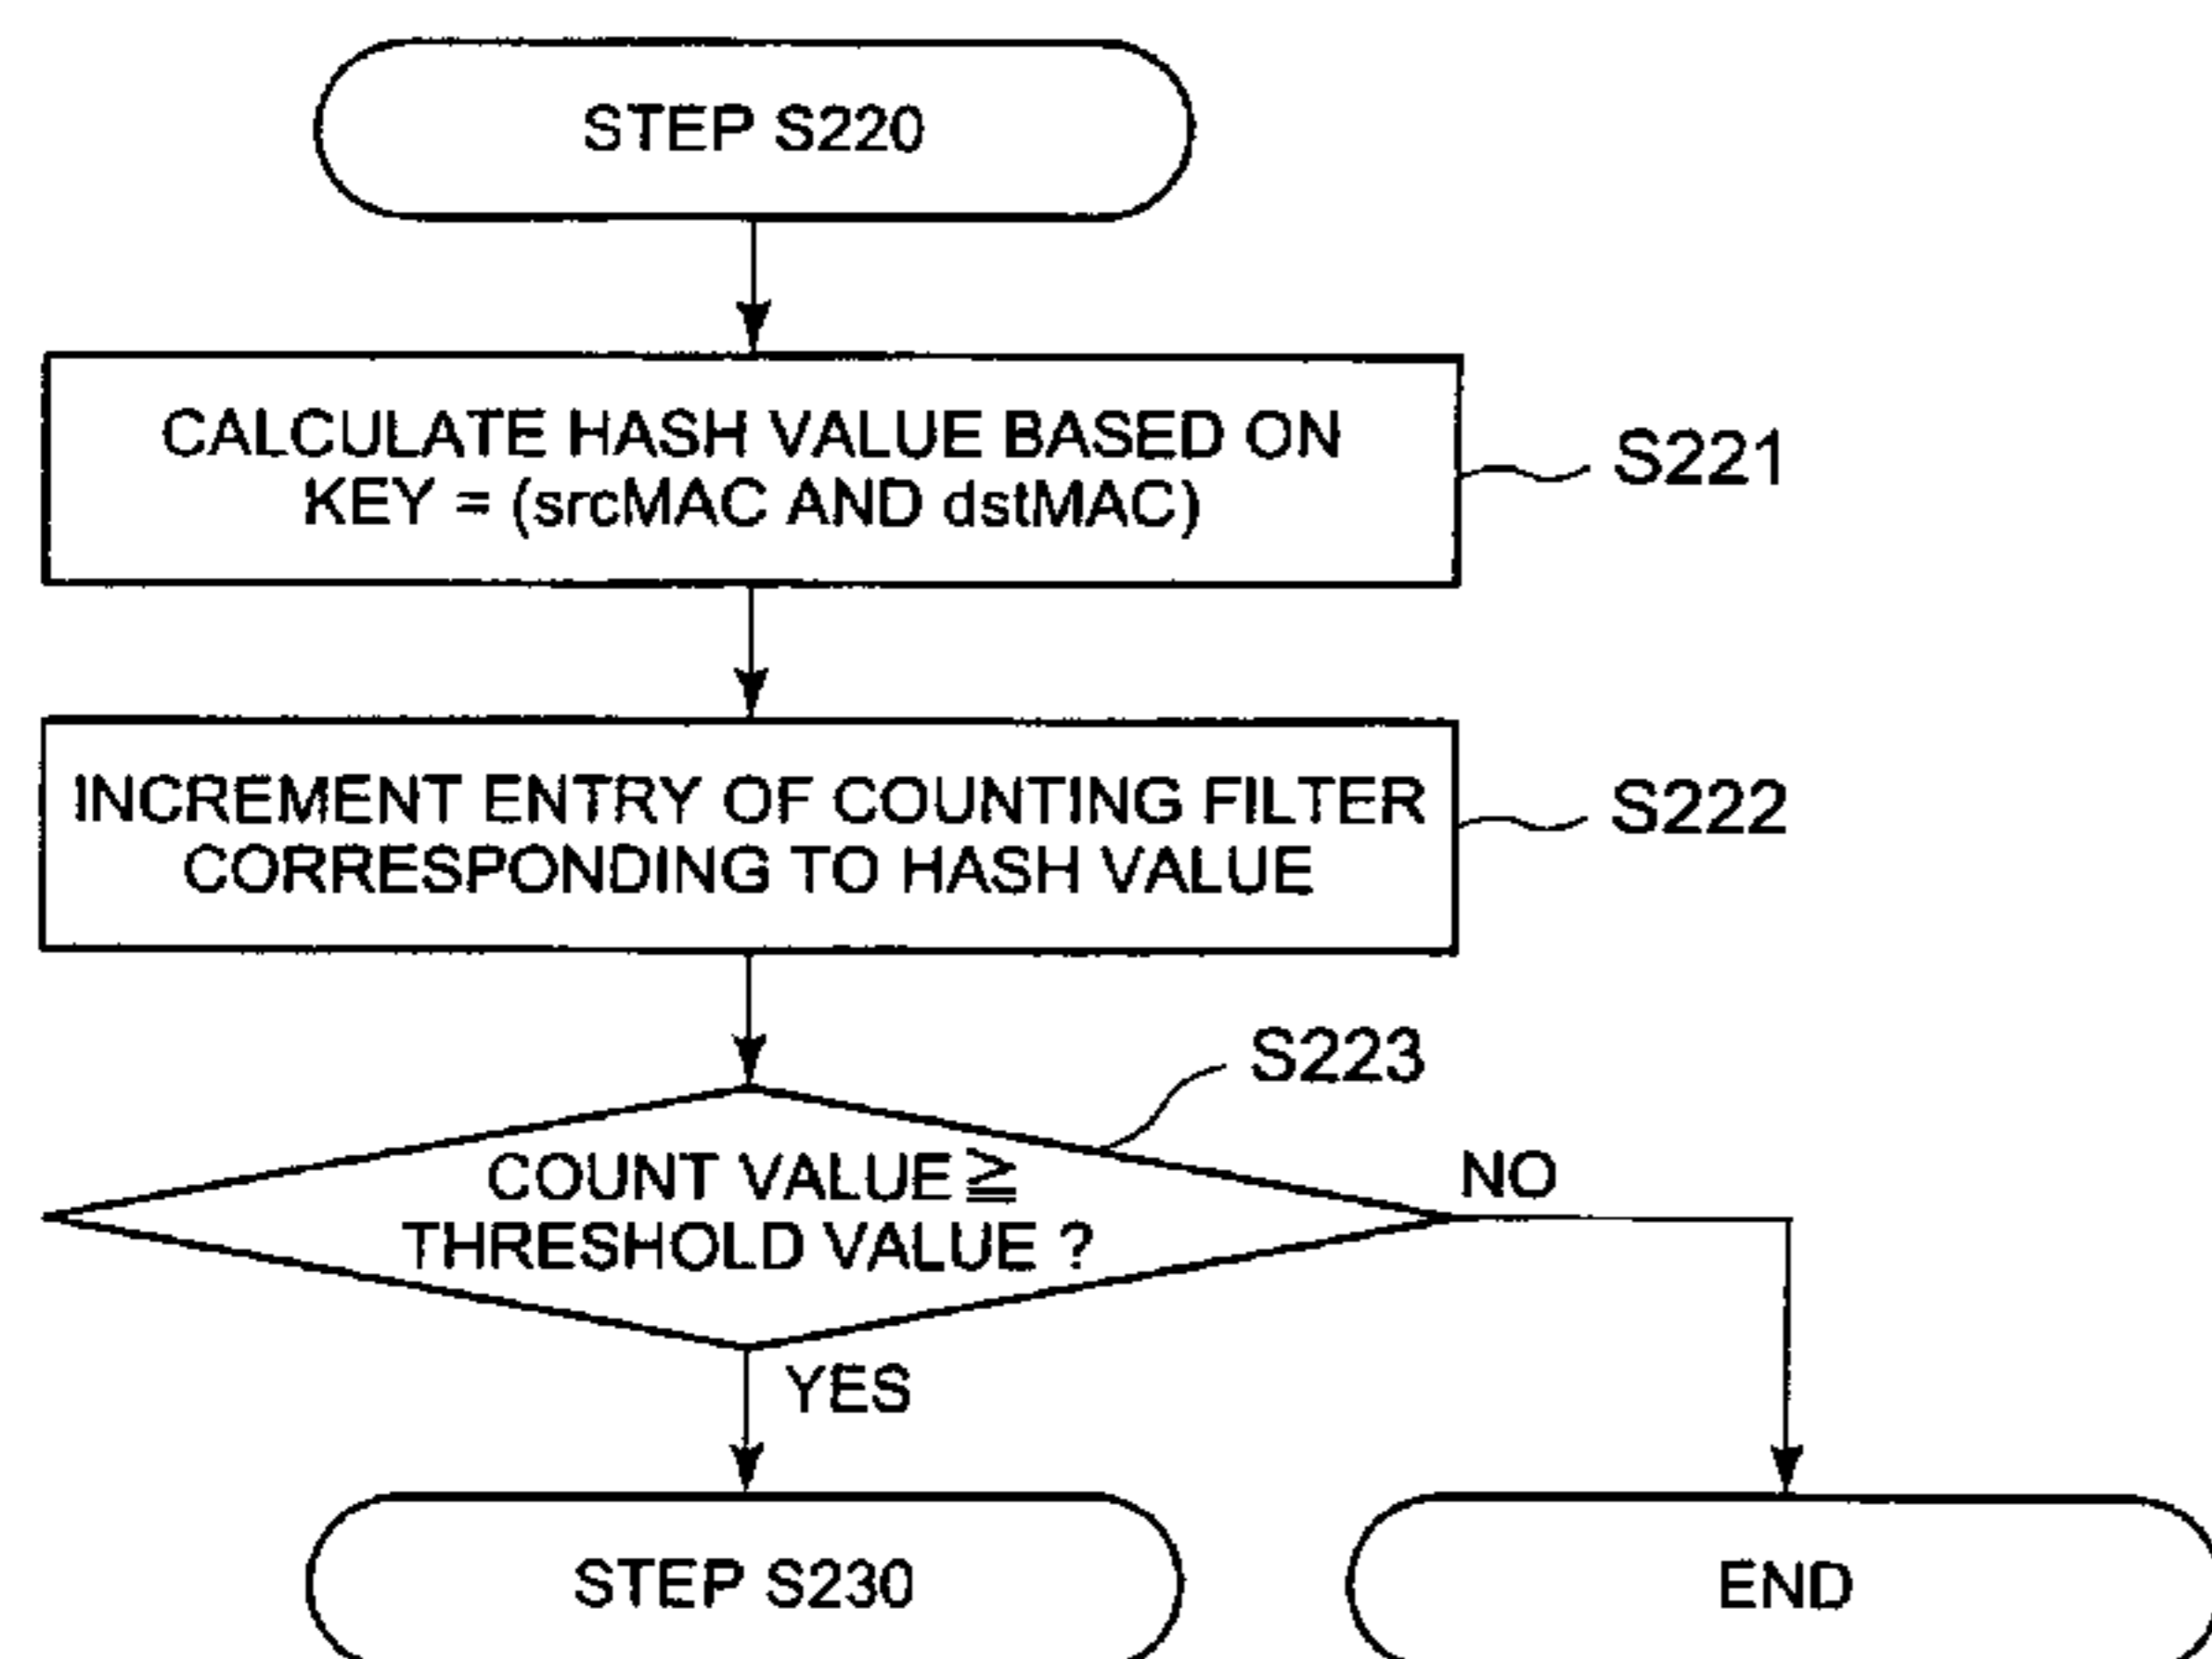 STEP S220
CALCULATE HASH VALUE BASED ON
KEY = (srcMAC AND dstMAC)
S221
INCREMENT ENTRY OF COUNTING FILTER
CORRESPONDING TO HASH VALUE
S222
S223
COUNT VALUE ≧
THRESHOLD VALUE ?
NO
YES
STEP S230
END